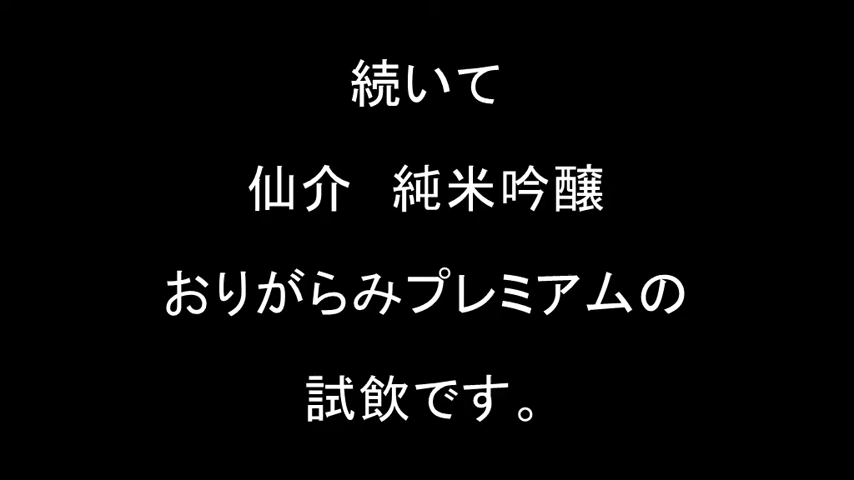 続いて
仙介　純米吟醸
おりがらみプレミアムの
試飲です。